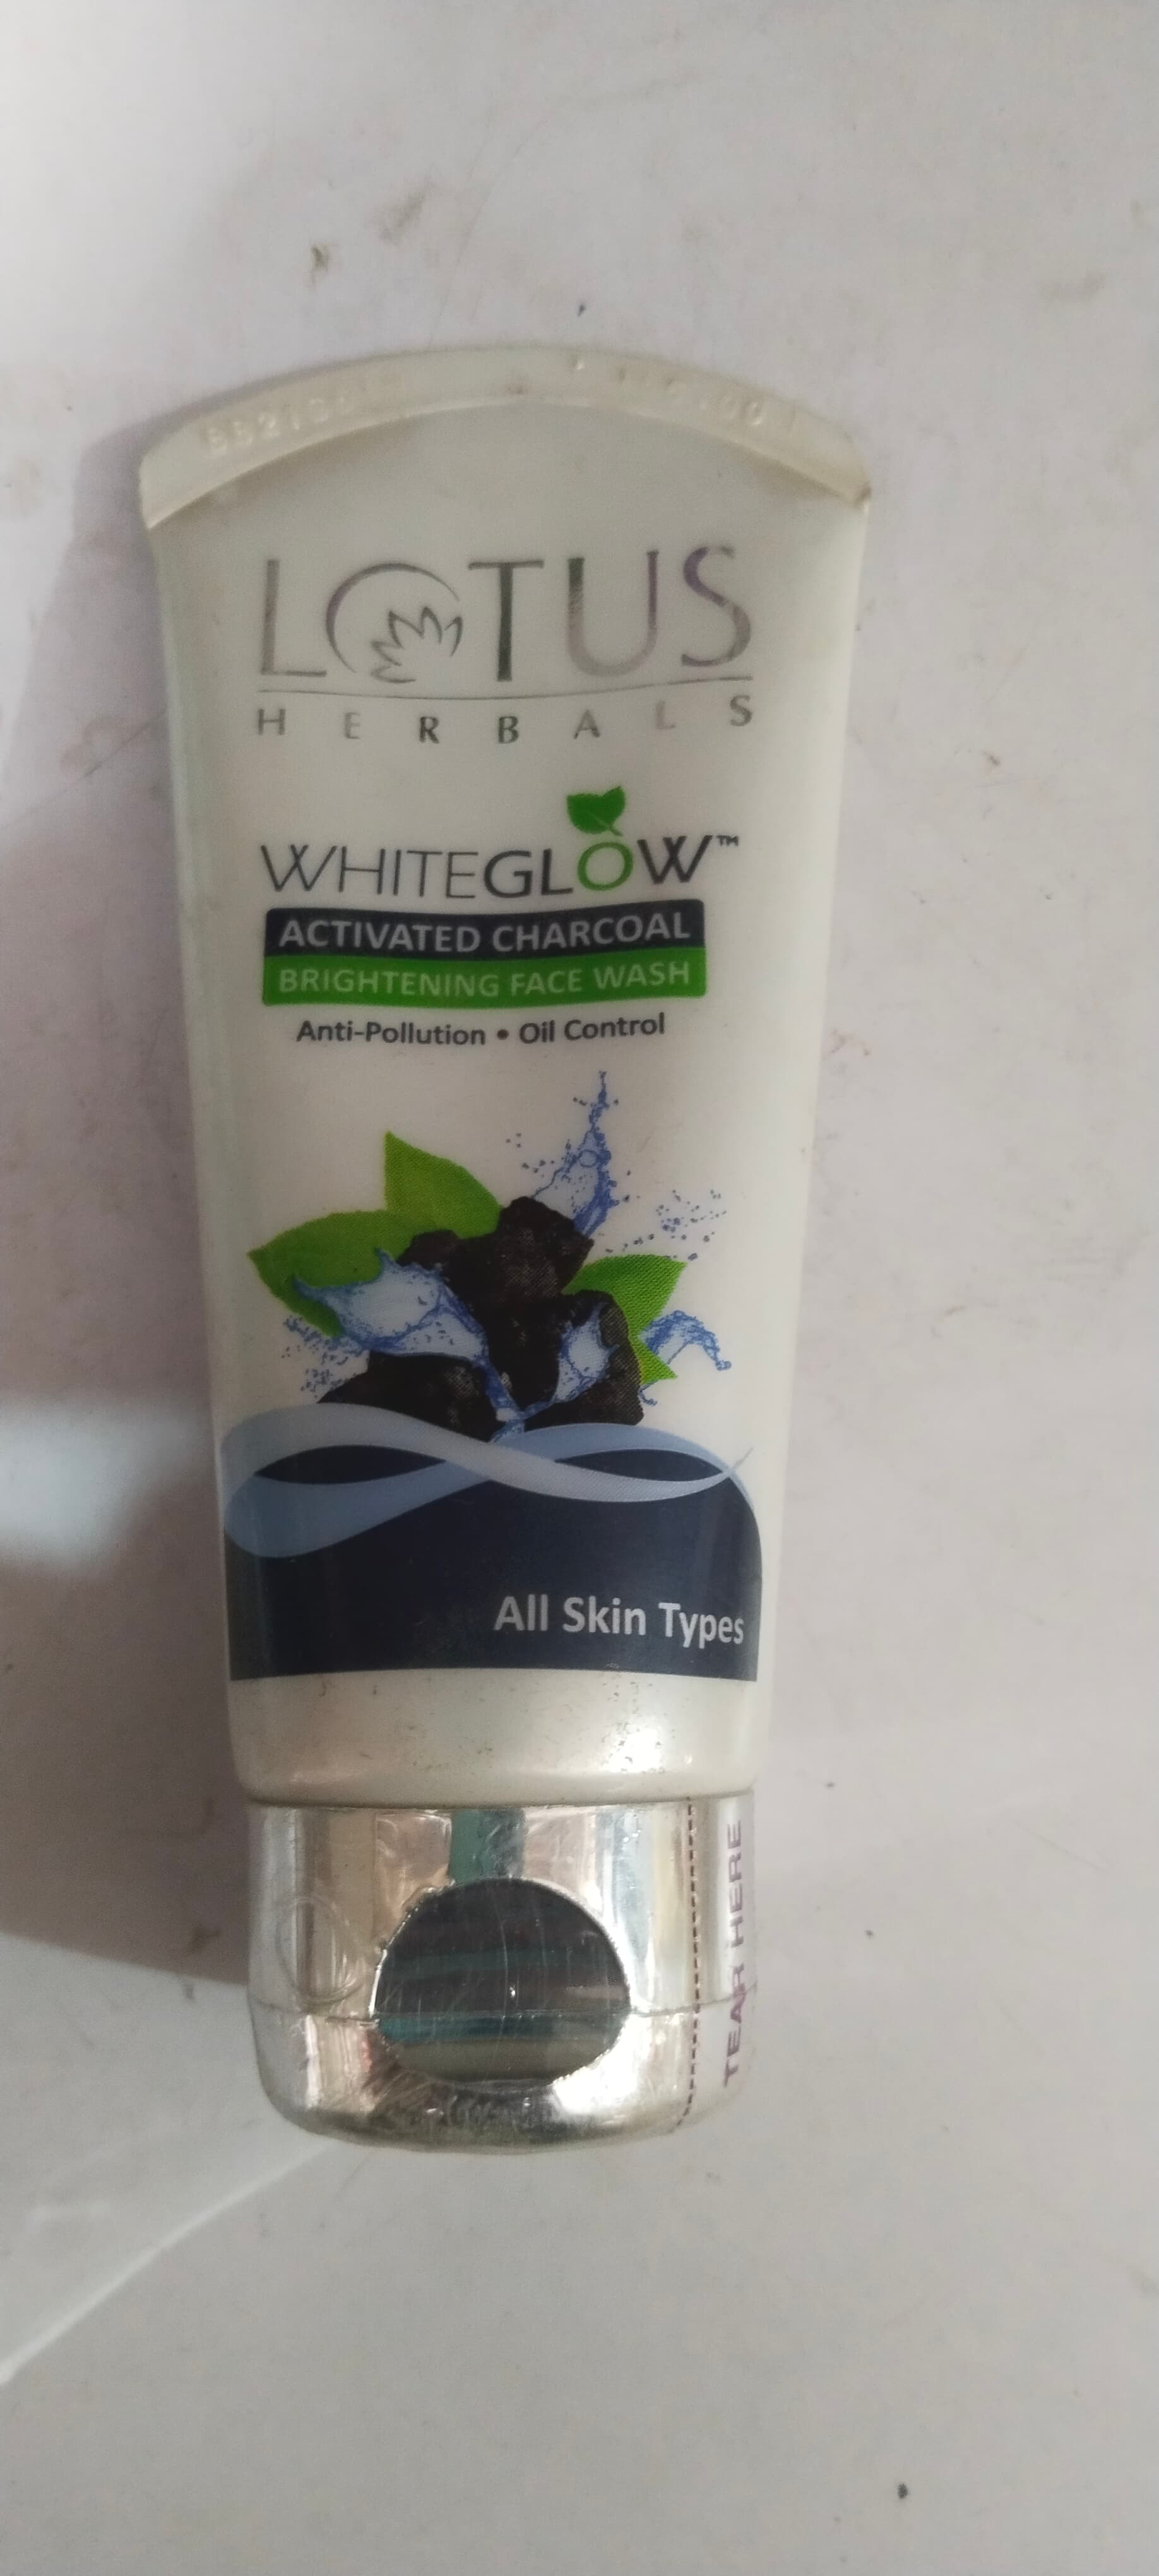 LOTUS
HERBALS
WHITEGLOW™
ACTIVATED CHARCOAL
BRIGHTENING FACE WASH
Anti-Pollution • Oil Control
All Skin Types
TEAR HERE